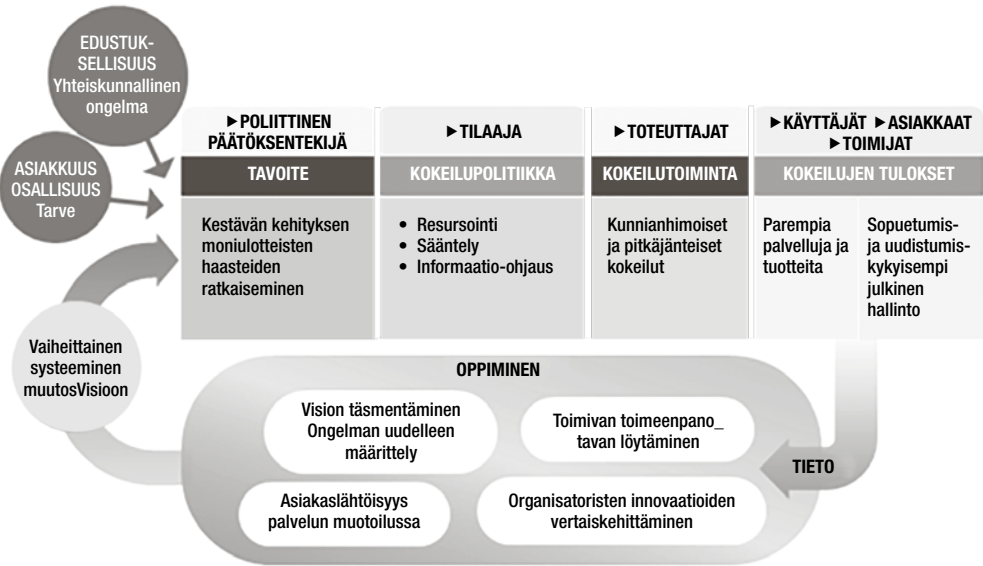 EDUSTUK-
SELLISUUS
Yhteiskunnallinen
ongelma
ASIAKKUUS
OSALLISUUS
Tarve
▶ POLIITTINEN
PÄÄTÖKSENTEKIJÄ
TAVOITE
Kestävän kehityksen
moniulotteisten
haasteiden
ratkaiseminen
▶ TILAAJA
KOKEILUPOLITIIKKA
• Resursointi
• Sääntely
• Informaatio-ohjaus
▶ TOTEUTTAJAT
KOKEILUTOIMINTA
Kunnianhimoiset
ja pitkäjänteiset
kokeilut
▶ KÄYTTÄJÄT ▶ ASIAKKAAT
▶ TOIMIJAT
KOKEILUJEN TULOKSET
Parempia
palvelluja ja
tuotteita
Sopuetumis-
ja uudistumis-
kykyisempi
julkinen
hallinto
Vaiheittainen
systeeminen
muutosVisioon
OPPIMINEN
Vision täsmentäminen
Ongelman uudelleen
määrittely
Toimivan toimeenpano_
tavan löytäminen
Asiakaslähtöisyys
palvelun muotoilussa
Organisatoristen innovaatioiden
vertaiskehittäminen
TIETO